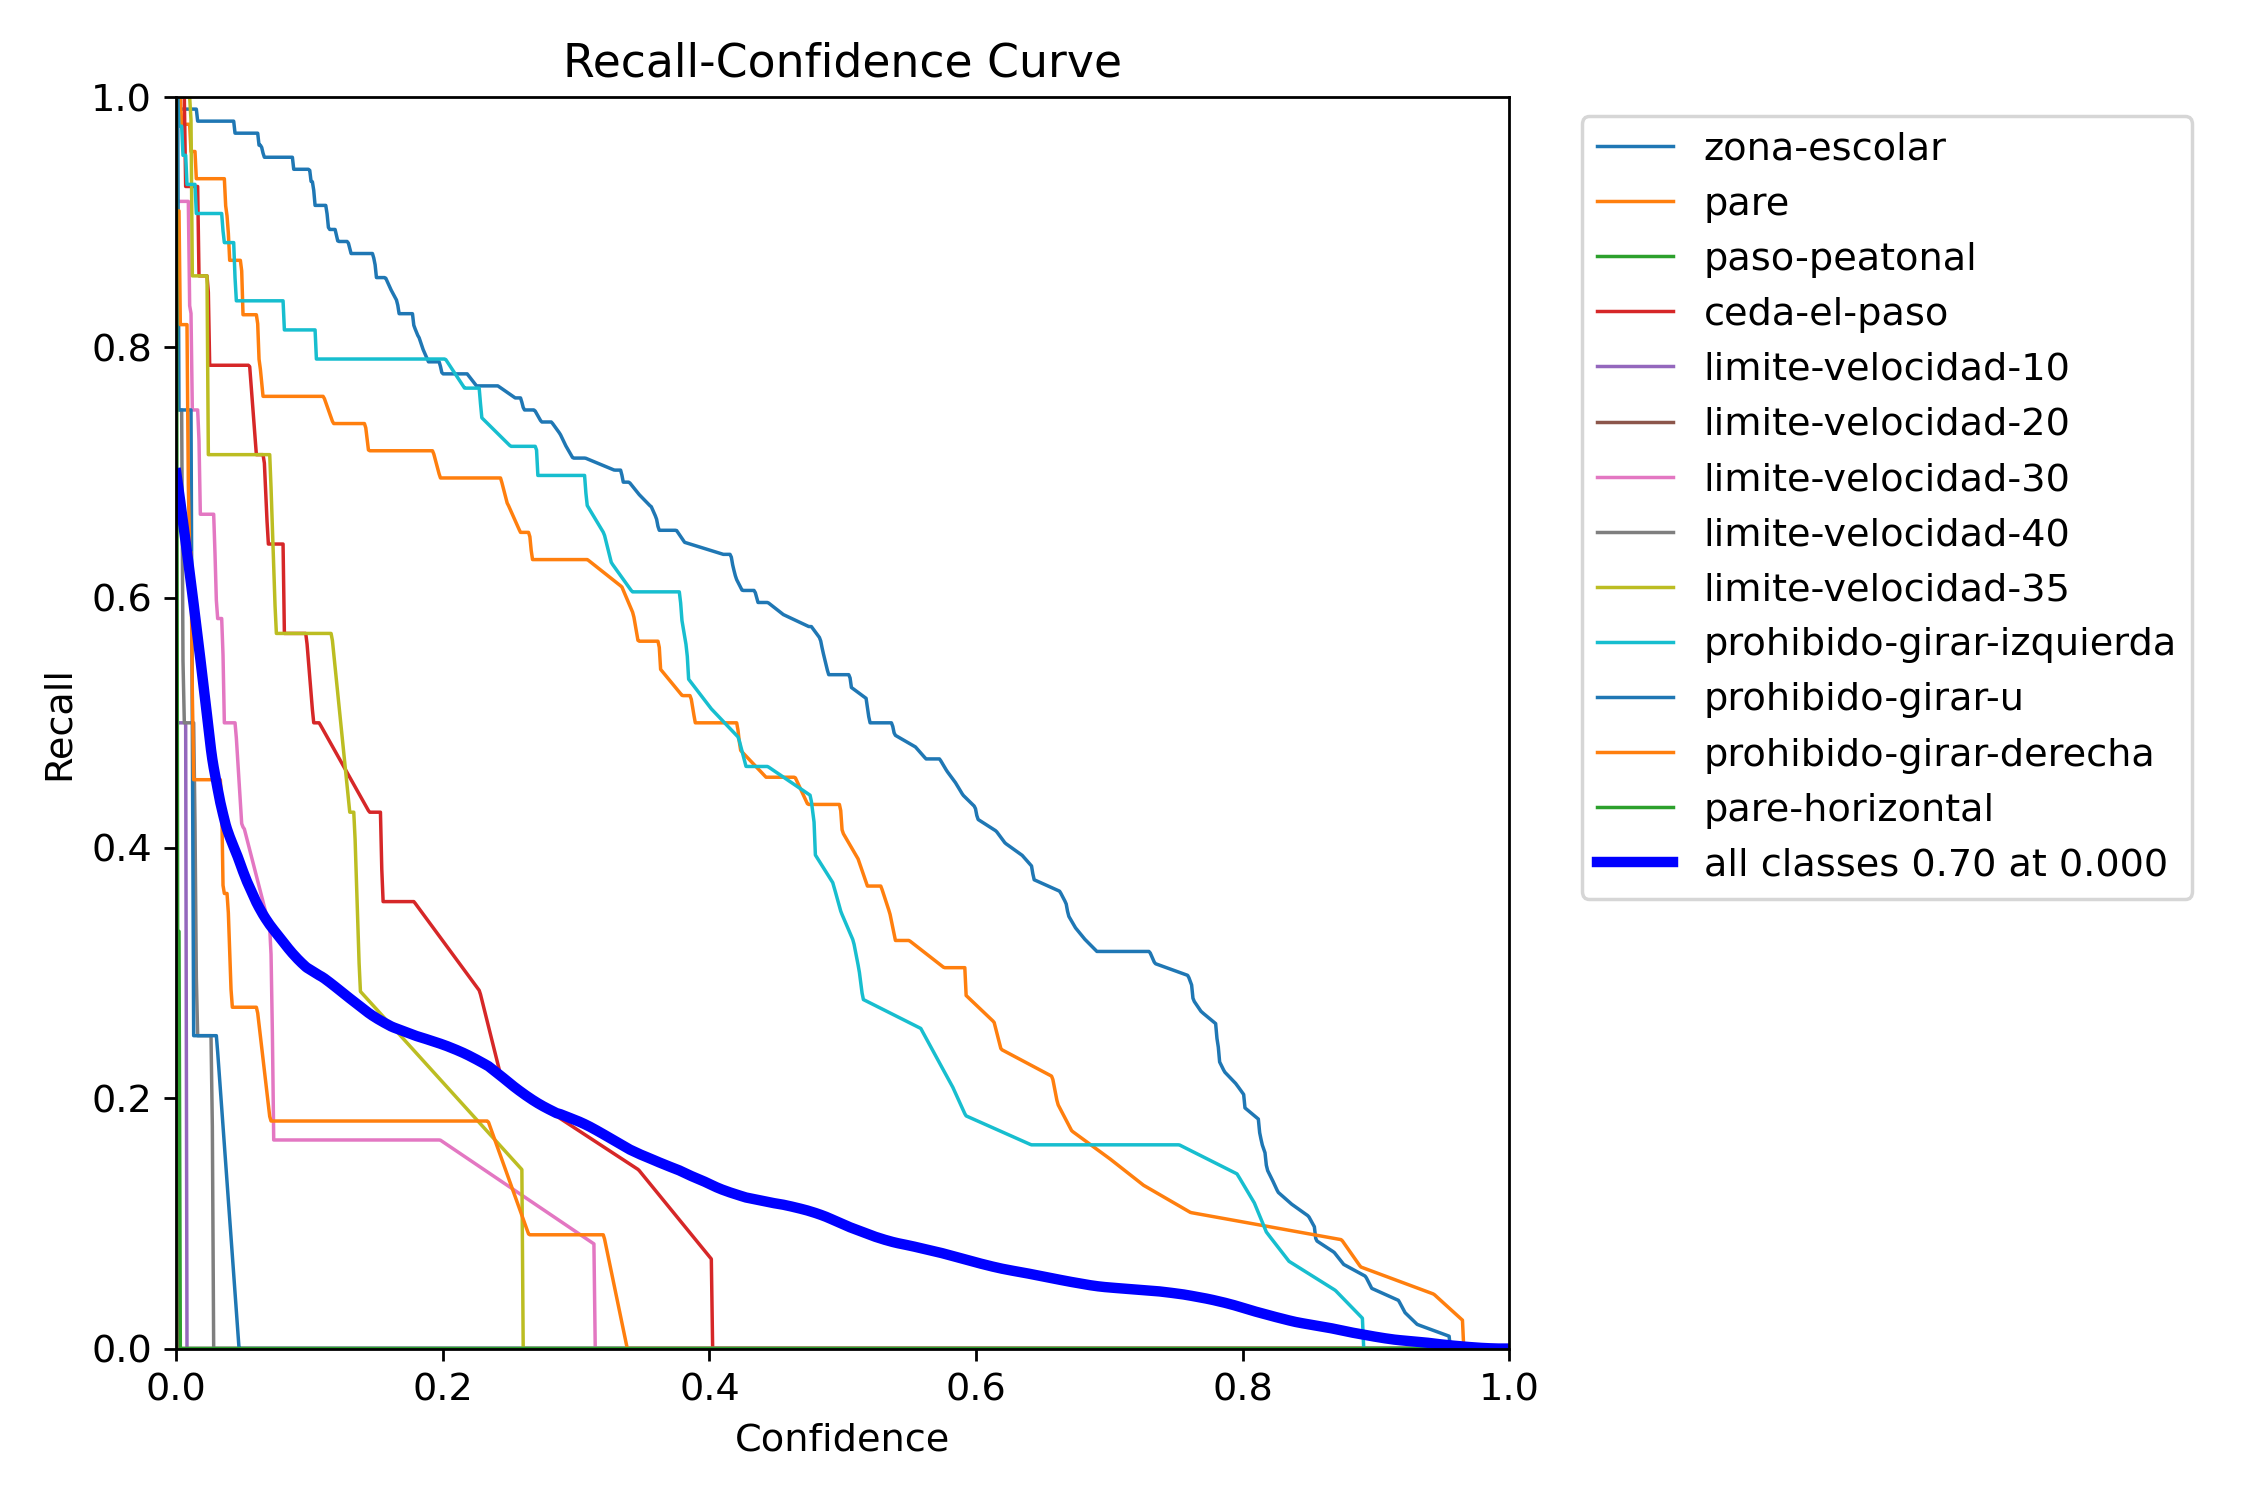 Recall-Confidence Curve
1.0
0.8
0.6
0.4
0.2
0.0
Recall
0.0 0.2 0.4 0.6 0.8 1.0
Confidence
zona-escolar
pare
paso-peatonal
ceda-el-paso
limite-velocidad-10
limite-velocidad-20
limite-velocidad-30
limite-velocidad-40
limite-velocidad-35
prohibido-girar-izquierda
prohibido-girar-u
prohibido-girar-derecha
pare-horizontal
all classes 0.70 at 0.000